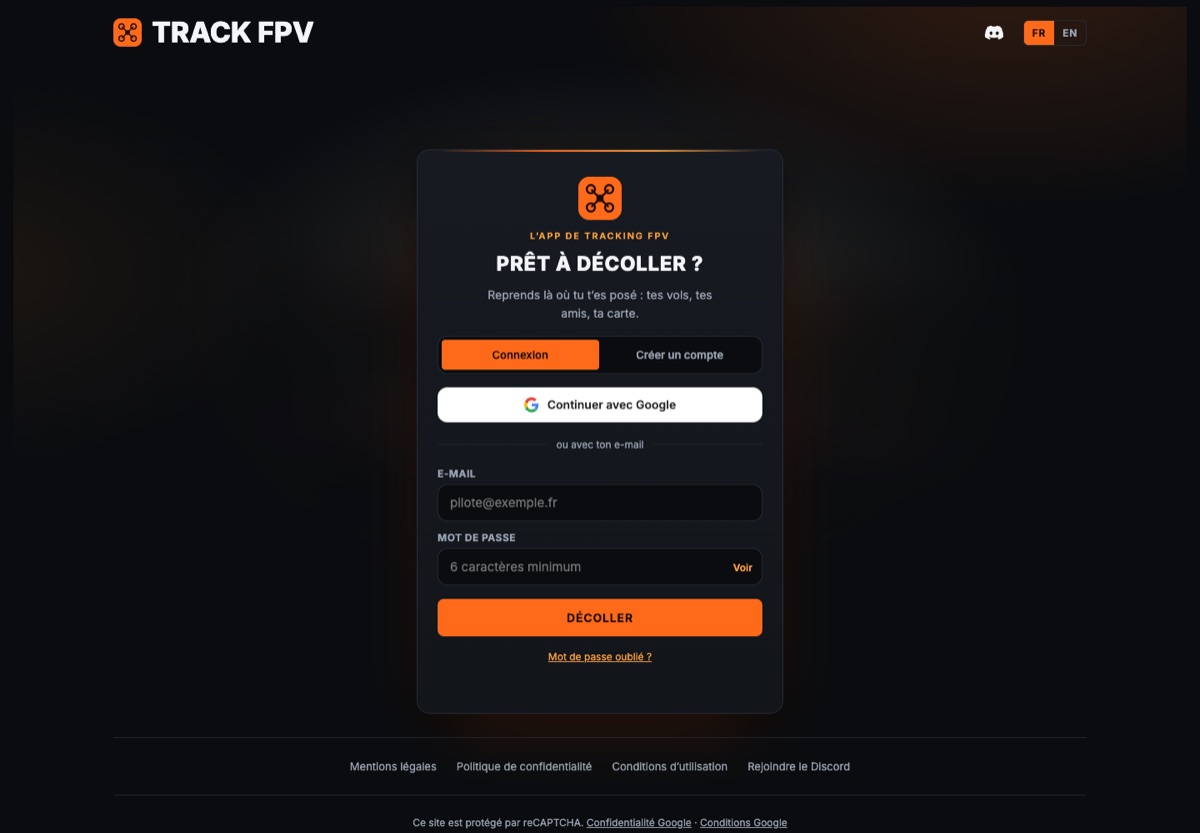 TRACK FPV
FR EN
L'APP DE TRACKING FPV
PRÊT À DÉCOLLER ?
Reprends là où tu t'es posé : tes vols, tes
amis, ta carte.
Connexion Créer un compte
Continuer avec Google
ou avec ton e-mail
E-MAIL
pilote@exemple.fr
MOT DE PASSE
6 caractères minimum Voir
DÉCOLLER
Mot de passe oublié ?
Mentions légales Politique de confidentialité Conditions d'utilisation Rejoindre le Discord
Ce site est protégé par reCAPTCHA. Confidentialité Google · Conditions Google